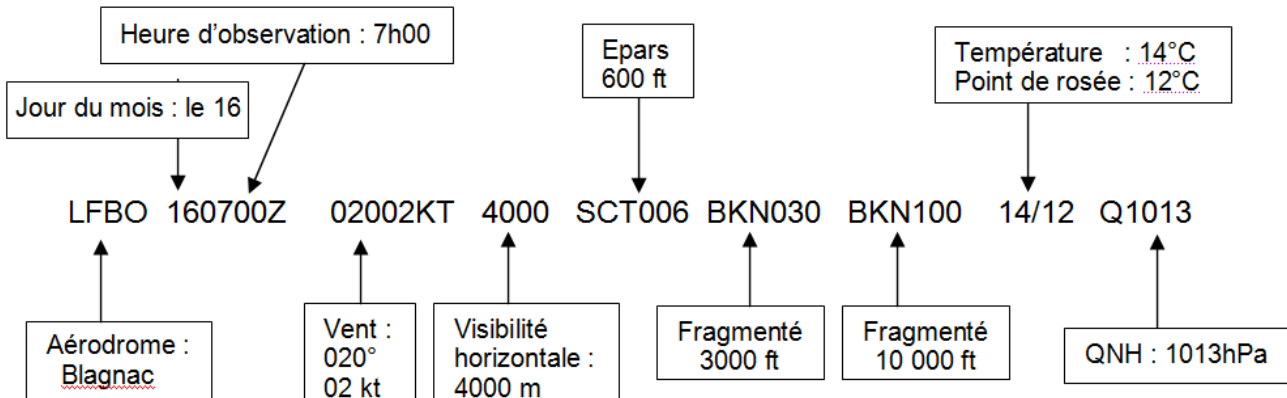 Heure d'observation : 7h00
Jour du mois : le 16
Epars
600 ft
Température : 14°C
Point de rosée : 12°C
LFBO 160700Z 02002KT 4000 SCT006 BKN030 BKN100 14/12 Q1013
Aérodrome :
Blagnac
Vent :
020°
02 kt
Visibilité
horizontale :
4000 m
Fragmenté
3000 ft
Fragmenté
10 000 ft
QNH : 1013hPa